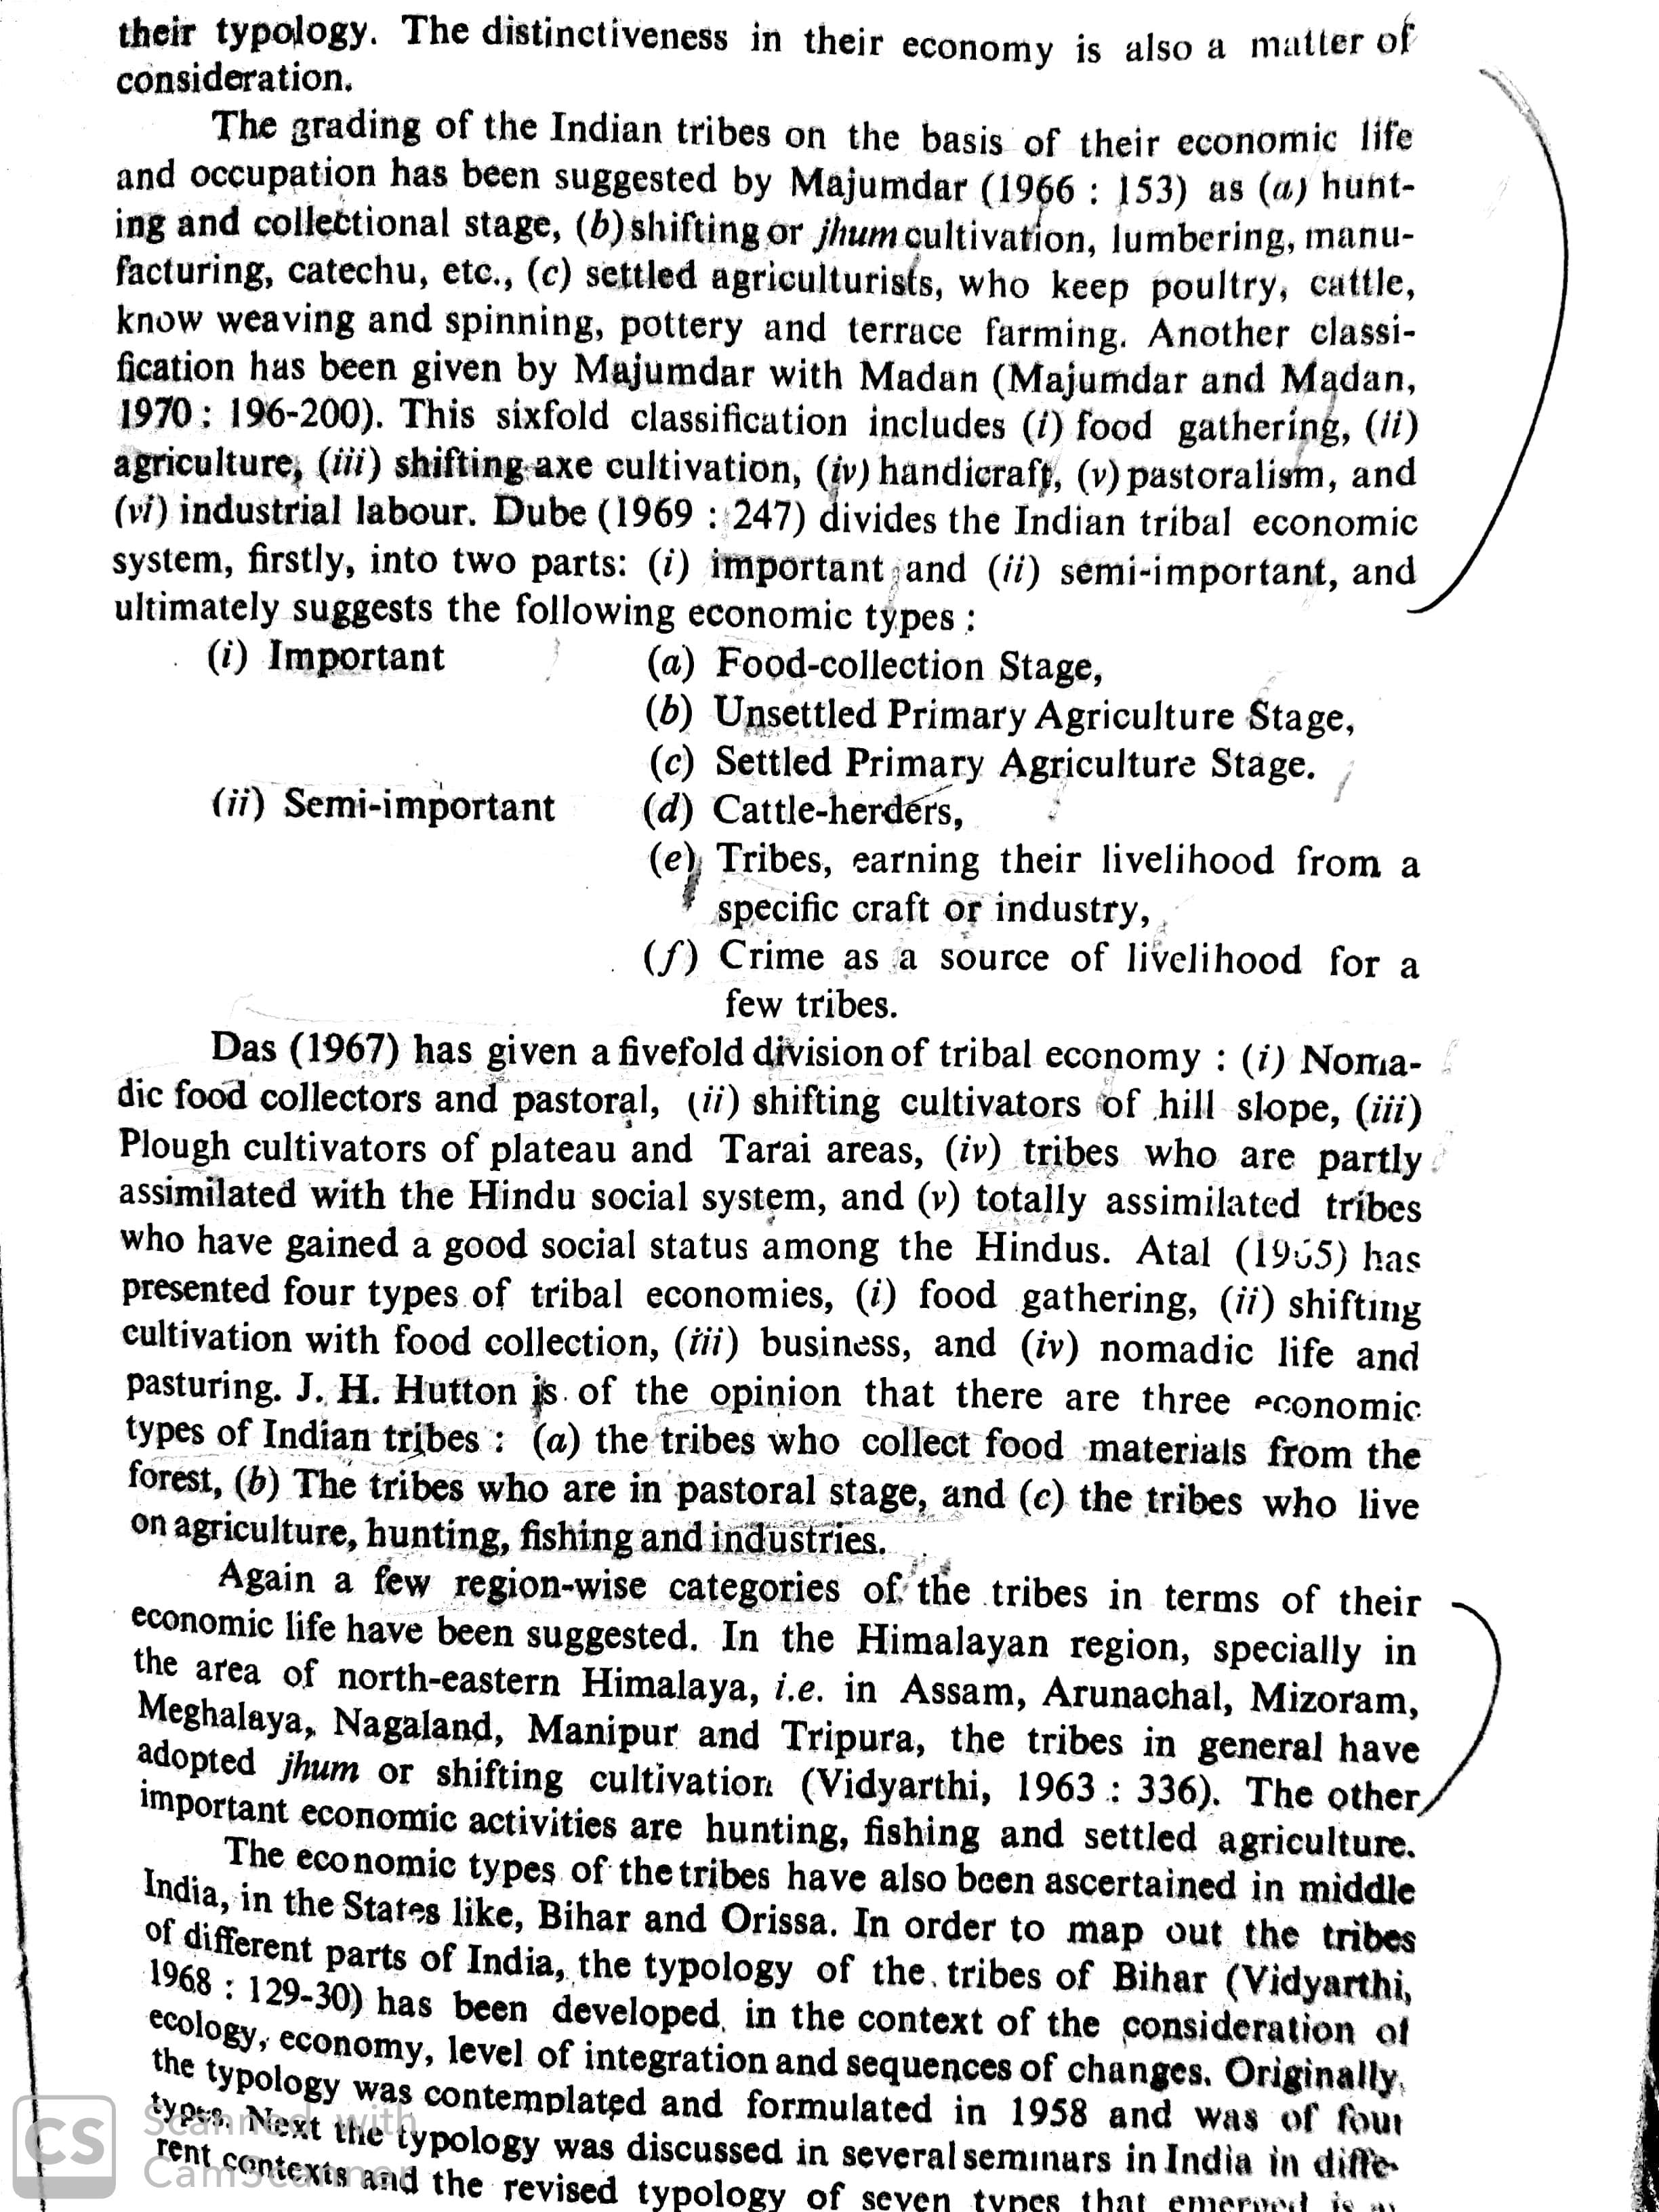 their typology. The distinctiveness in their economy is also a matter of
consideration.
The grading of the Indian tribes on the basis of their economic life
and occupation has been suggested by Majumdar (1966 : 153) as (a) hunt-
ing and collectional stage, (b) shifting or jhum cultivation, lumbering, manu-
facturing, catechu, etc., (c) settled agriculturists, who keep poultry, cattle,
know weaving and spinning, pottery and terrace farming. Another classi-
fication has been given by Majumdar with Madan (Majumdar and Madan,
1970 : 196-200). This sixfold classification includes (i) food gathering, (ii)
agriculture, (iii) shifting axe cultivation, (iv) handicraft, (v) pastoralism, and
(vi) industrial labour. Dube (1969 : 247) divides the Indian tribal economic
system, firstly, into two parts: (i) important and (ii) semi-important, and
ultimately suggests the following economic types :
(i) Important (a) Food-collection Stage,
(b) Unsettled Primary Agriculture Stage,
(c) Settled Primary Agriculture Stage.
(ii) Semi-important (d) Cattle-herders,
(e) Tribes, earning their livelihood from a
specific craft or industry,
(f) Crime as a source of livelihood for a
few tribes.
Das (1967) has given a fivefold division of tribal economy : (i) Noma-
dic food collectors and pastoral, (ii) shifting cultivators of hill slope, (iii)
Plough cultivators of plateau and Tarai areas, (iv) tribes who are partly
assimilated with the Hindu social system, and (v) totally assimilated tribes
who have gained a good social status among the Hindus. Atal (1965) has
presented four types of tribal economies, (i) food gathering, (ii) shifting
cultivation with food collection, (iii) business, and (iv) nomadic life and
pasturing. J. H. Hutton is of the opinion that there are three economic
types of Indian tribes : (a) the tribes who collect food materials from the
forest, (b) The tribes who are in pastoral stage, and (c) the tribes who live
on agriculture, hunting, fishing and industries.
Again a few region-wise categories of the tribes in terms of their
economic life have been suggested. In the Himalayan region, specially in
the area of north-eastern Himalaya, i.e. in Assam, Arunachal, Mizoram,
Meghalaya, Nagaland, Manipur and Tripura, the tribes in general have
adopted jhum or shifting cultivation (Vidyarthi, 1963 : 336). The other
important economic activities are hunting, fishing and settled agriculture.
The economic types of the tribes have also been ascertained in middle
India, in the States like, Bihar and Orissa. In order to map out the tribes
of different parts of India, the typology of the tribes of Bihar (Vidyarthi,
1968 : 129-30) has been developed in the context of the consideration of
ecology, economy, level of integration and sequences of changes. Originally,
the typology was contemplated and formulated in 1958 and was of four
types. Next the typology was discussed in several seminars in India in diffe-
rent contexts and the revised typology of seven types that emerged is
CS Scanned with
CamScanner